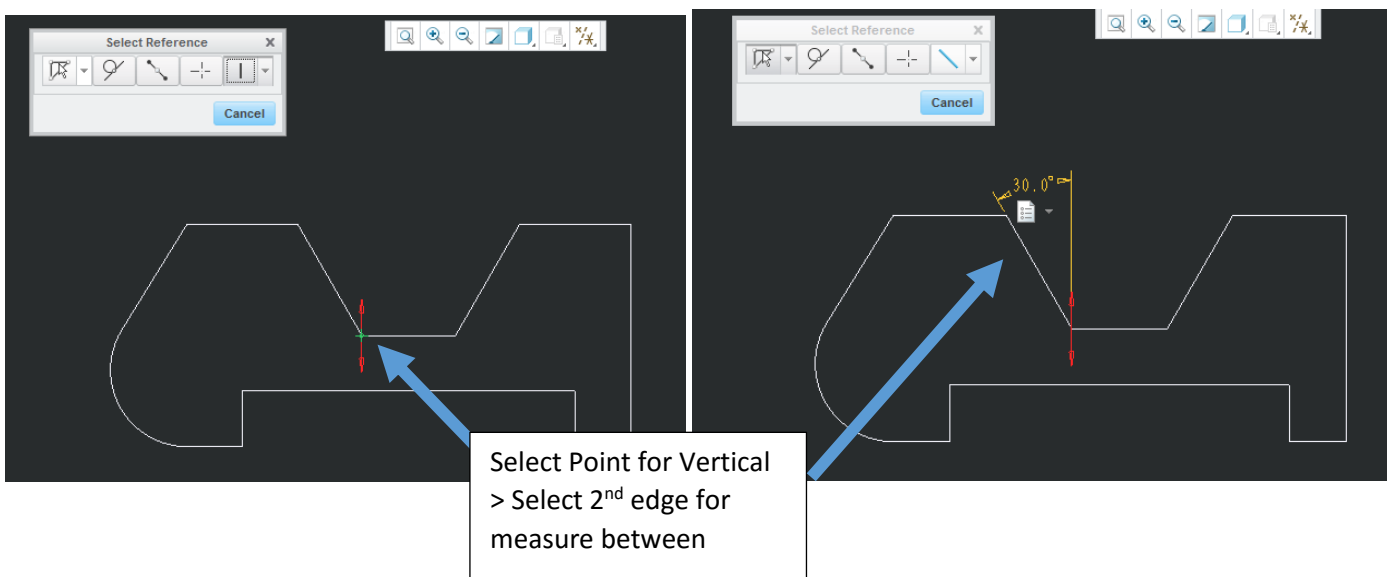 Select Reference X
Cancel
Select Reference X
Cancel
30.0°
Select Point for Vertical
> Select 2nd edge for
measure between